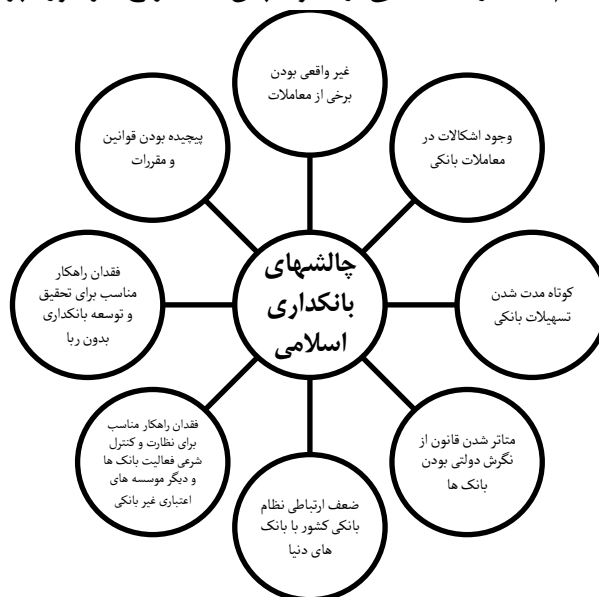 غیر واقعی بودن
برخی از معاملات
وجود اشکالات در
معاملات بانکی
کوتاه مدت شدن
تسهیلات بانکی
متاثر شدن قانون از
نگرش دولتی بودن
بانک ها
ضعف ارتباطی نظام
بانکی کشور با بانک
های دنیا
فقدان راهکار مناسب
برای نظارت و کنترل
شرعی فعالیت بانک ها
و دیگر موسسه های
اعتباری غیر بانکی
فقدان راهکار
مناسب برای تحقیق
و توسعه بانکداری
بدون ربا
پیچیده بودن قوانین
و مقررات
چالشهای
بانکداری
اسلامی